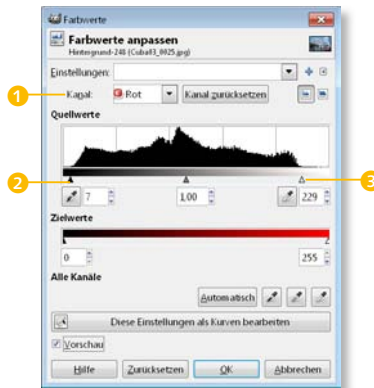 Farbwerte
Farbwerte anpassen
Hintergrund-248 (Cuba03_0025.jpg)
Einstellungen:
1 Kanal: Rot Kanal zurücksetzen
Quellwerte
2 3
7 1,00 229
Zielwerte
0 255
Alle Kanäle
Automatisch
Diese Einstellungen als Kurven bearbeiten
Vorschau
Hilfe Zurücksetzen OK Abbrechen